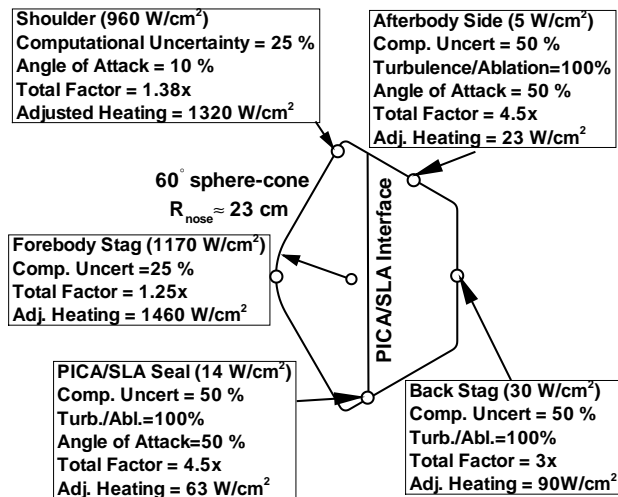 Shoulder (960 W/cm²)
Computational Uncertainty = 25 %
Angle of Attack = 10 %
Total Factor = 1.38x
Adjusted Heating = 1320 W/cm²
Afterbody Side (5 W/cm²)
Comp. Uncert = 50 %
Turbulence/Ablation=100%
Angle of Attack = 50 %
Total Factor = 4.5x
Adj. Heating = 23 W/cm²
60° sphere-cone
R_nose ≈ 23 cm
PICA/SLA Interface
Forebody Stag (1170 W/cm²)
Comp. Uncert =25 %
Total Factor = 1.25x
Adj. Heating = 1460 W/cm²
PICA/SLA Seal (14 W/cm²)
Comp. Uncert = 50 %
Turb./Abl.=100%
Angle of Attack=50 %
Total Factor = 4.5x
Adj. Heating = 63 W/cm²
Back Stag (30 W/cm²)
Comp. Uncert = 50 %
Turb./Abl.=100%
Total Factor = 3x
Adj. Heating = 90W/cm²